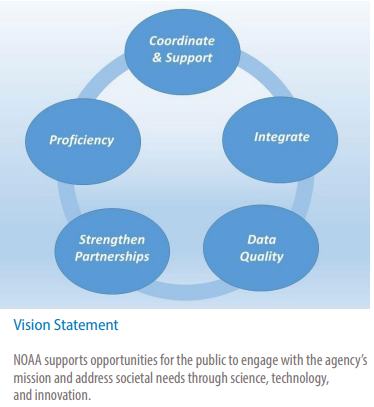 Coordinate
& Support
Proficiency
Integrate
Strengthen
Partnerships
Data
Quality
Vision Statement
NOAA supports opportunities for the public to engage with the agency's
mission and address societal needs through science, technology,
and innovation.